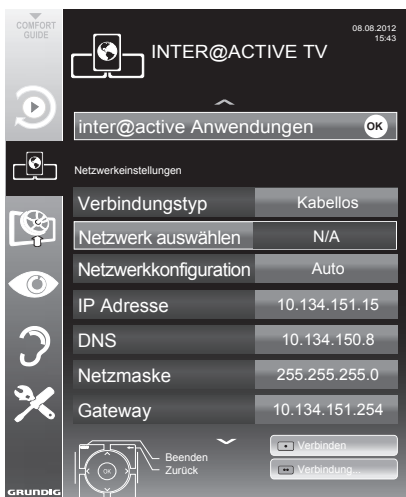 COMFORT
GUIDE
08.08.2012
15:43
INTER@ACTIVE TV
inter@active Anwendungen OK
Netzwerkeinstellungen
Verbindungstyp Kabellos
Netzwerk auswählen N/A
Netzwerkkonfiguration Auto
IP Adresse 10.134.151.15
DNS 10.134.150.8
Netzmaske 255.255.255.0
Gateway 10.134.151.254
Beenden
Zurück
OK
Verbinden
Verbindung...
GRUNDIG